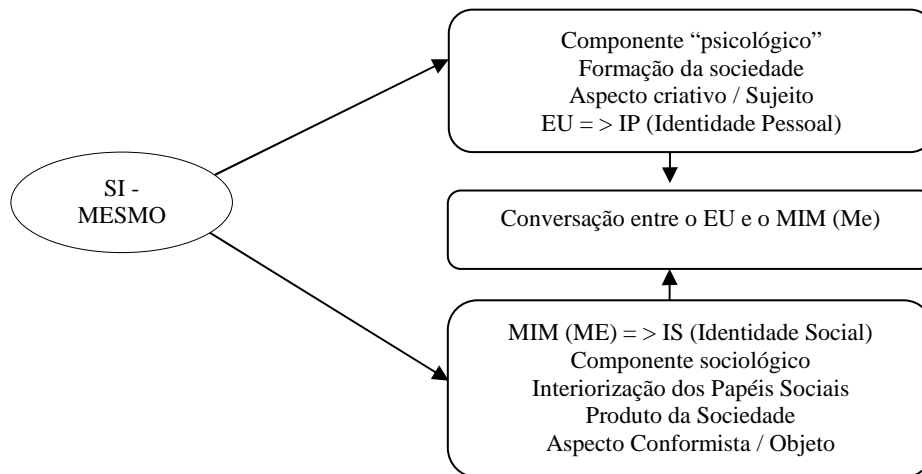 Componente “psicológico”
Formação da sociedade
Aspecto criativo / Sujeito
EU = > IP (Identidade Pessoal)
SI -
MESMO
Conversação entre o EU e o MIM (Me)
MIM (ME) = > IS (Identidade Social)
Componente sociológico
Interiorização dos Papéis Sociais
Produto da Sociedade
Aspecto Conformista / Objeto